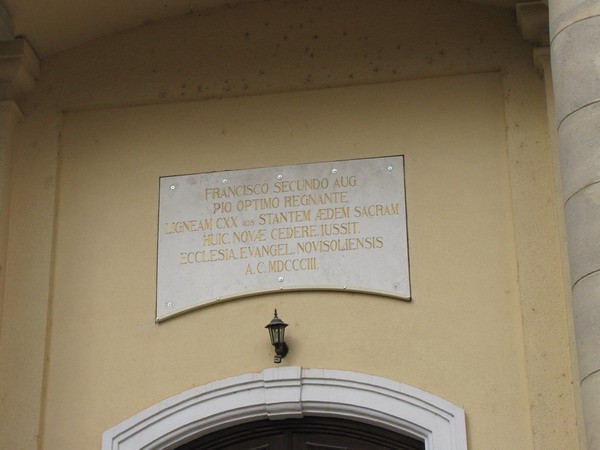 FRANCISCO SECUNDO AUG.
PIO OPTIMO REGNANTE
LIGNEAM CXX STANTEM ÆDEM SACRAM
HUIC. NOVÆ CEDERE. JUSSIT.
ECCLESIA. EVANGEL. NOVISOLIENSIS
A. C. MDCCCIII.